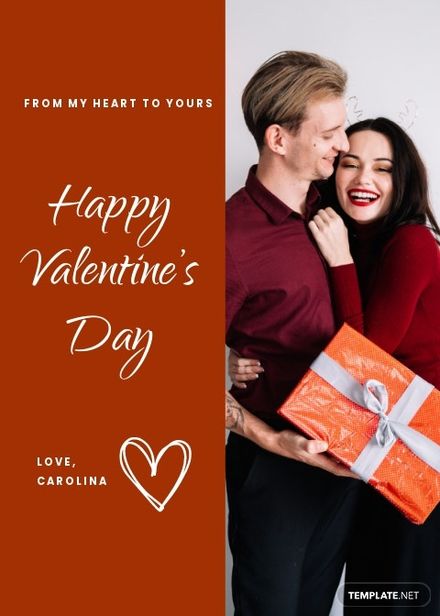 FROM MY HEART TO YOURS
Happy
Valentine's
Day
LOVE,
CAROLINA
TEMPLATE.NET